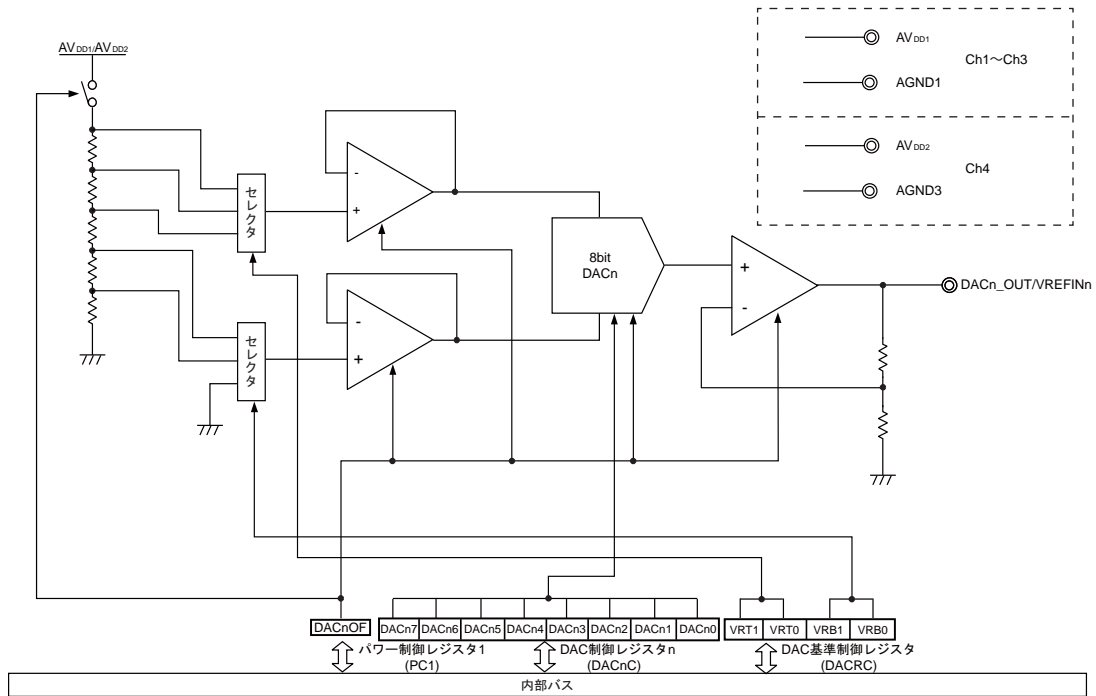 AVDD1/AVDD2
AVDD1
Ch1～Ch3
AGND1
AVDD2
Ch4
AGND3
セレクタ
-
+
8bit
DACn
+
-
DACn_OUT/VREFINn
セレクタ
-
+
DACnOF
DACn7 DACn6 DACn5 DACn4 DACn3 DACn2 DACn1 DACn0
VRT1 VRT0 VRB1 VRB0
パワー制御レジスタ1
(PC1)
DAC制御レジスタn
(DACnC)
DAC基準制御レジスタ
(DACRC)
内部バス